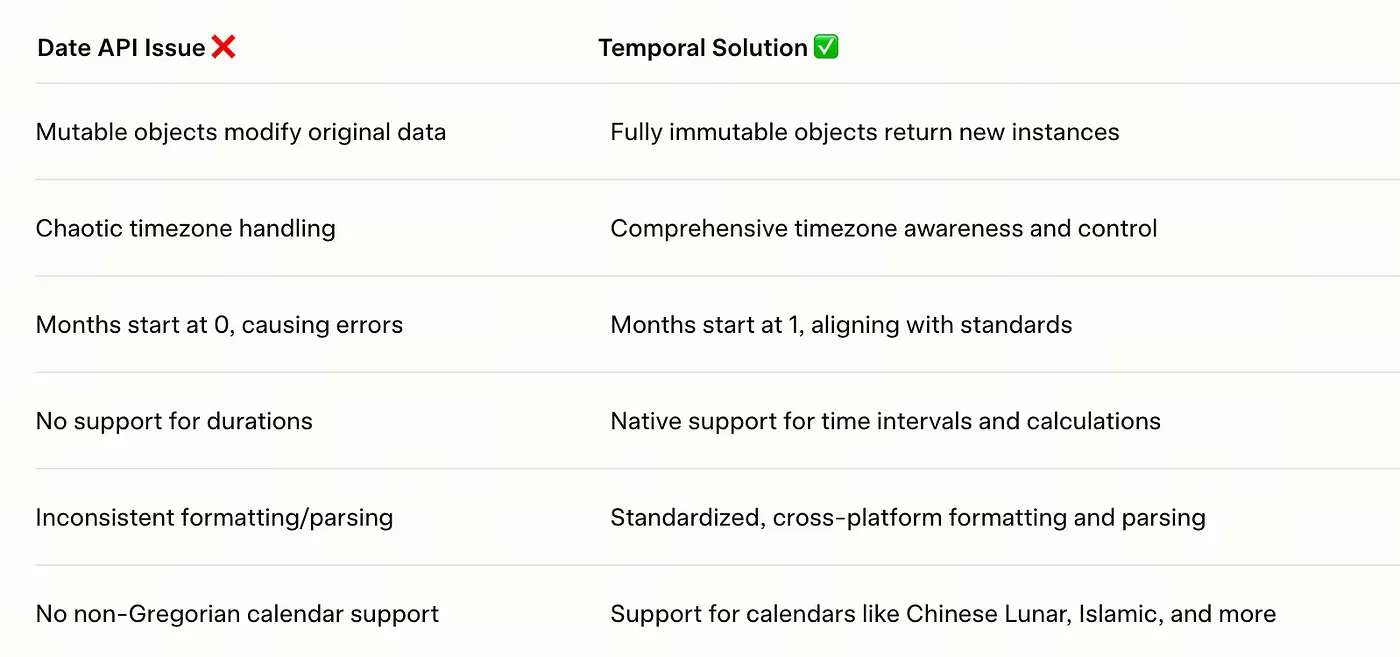 Date API Issue ❌ Temporal Solution ✅
Mutable objects modify original data Fully immutable objects return new instances
Chaotic timezone handling Comprehensive timezone awareness and control
Months start at 0, causing errors Months start at 1, aligning with standards
No support for durations Native support for time intervals and calculations
Inconsistent formatting/parsing Standardized, cross-platform formatting and parsing
No non-Gregorian calendar support Support for calendars like Chinese Lunar, Islamic, and more